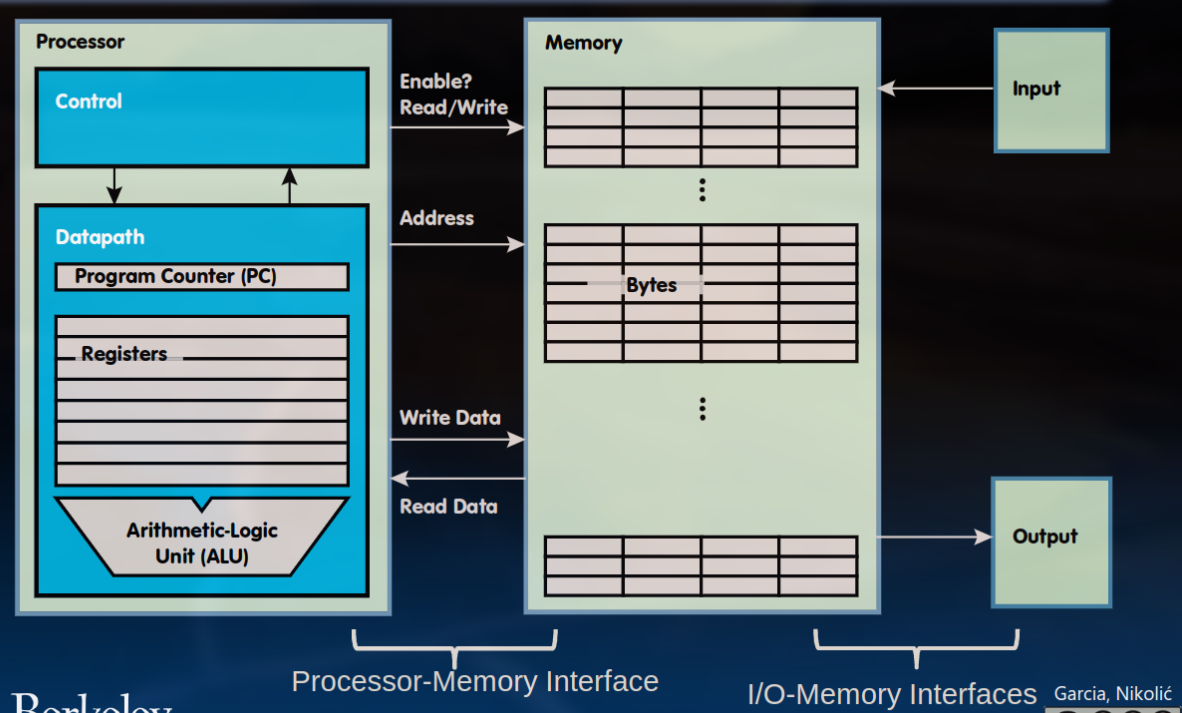 Processor
Control
Datapath
Program Counter (PC)
Registers
Arithmetic-Logic
Unit (ALU)
Enable?
Read/Write
Address
Write Data
Read Data
Memory
Bytes
Input
Output
Processor-Memory Interface
I/O-Memory Interfaces
Garcia, Nikolić